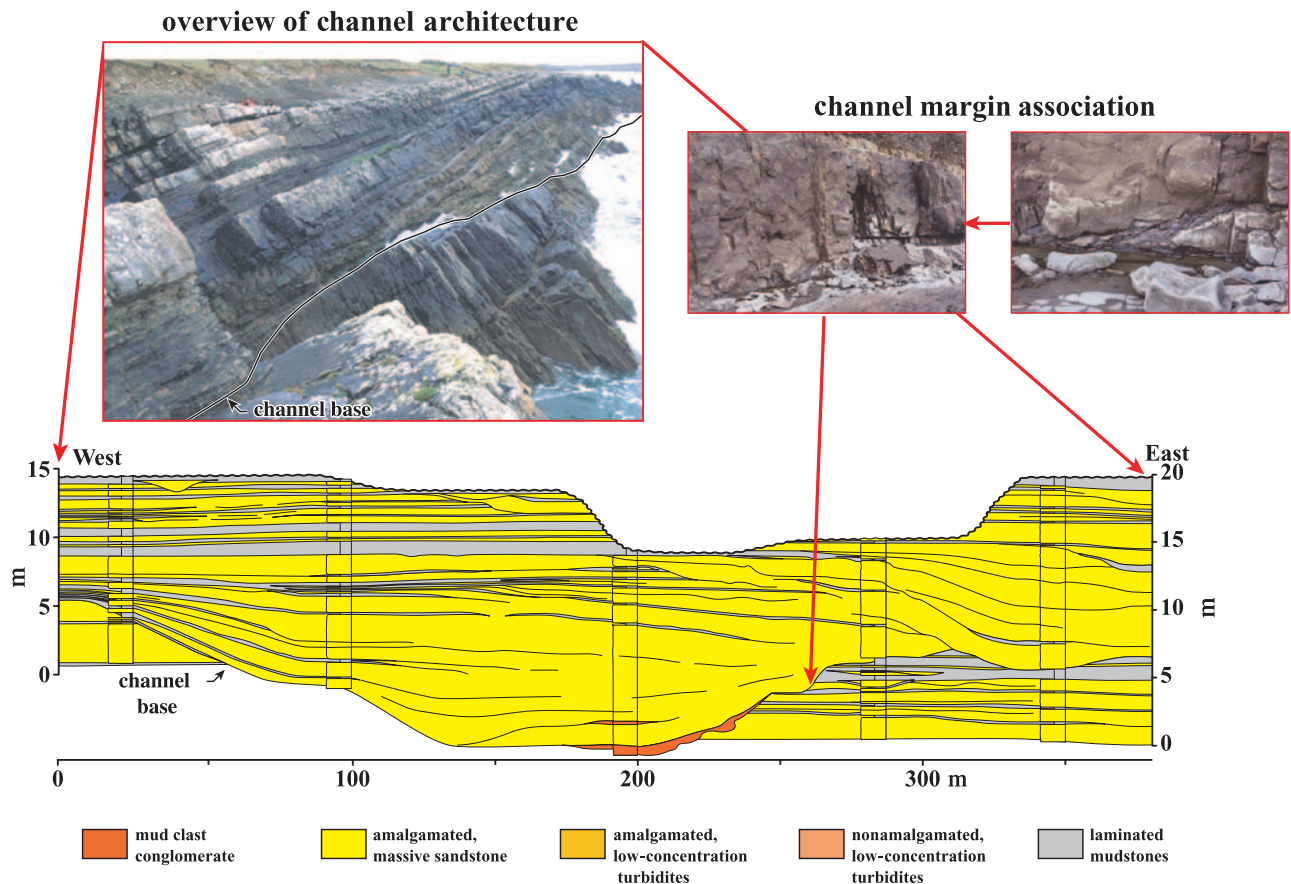 overview of channel architecture
channel margin association
channel base
West
East
15
10
5
0
m
20
15
10
5
0
m
channel
base
0
100
200
300 m
mud clast
conglomerate
amalgamated,
massive sandstone
amalgamated,
low-concentration
turbidites
nonamalgamated,
low-concentration
turbidites
laminated
mudstones